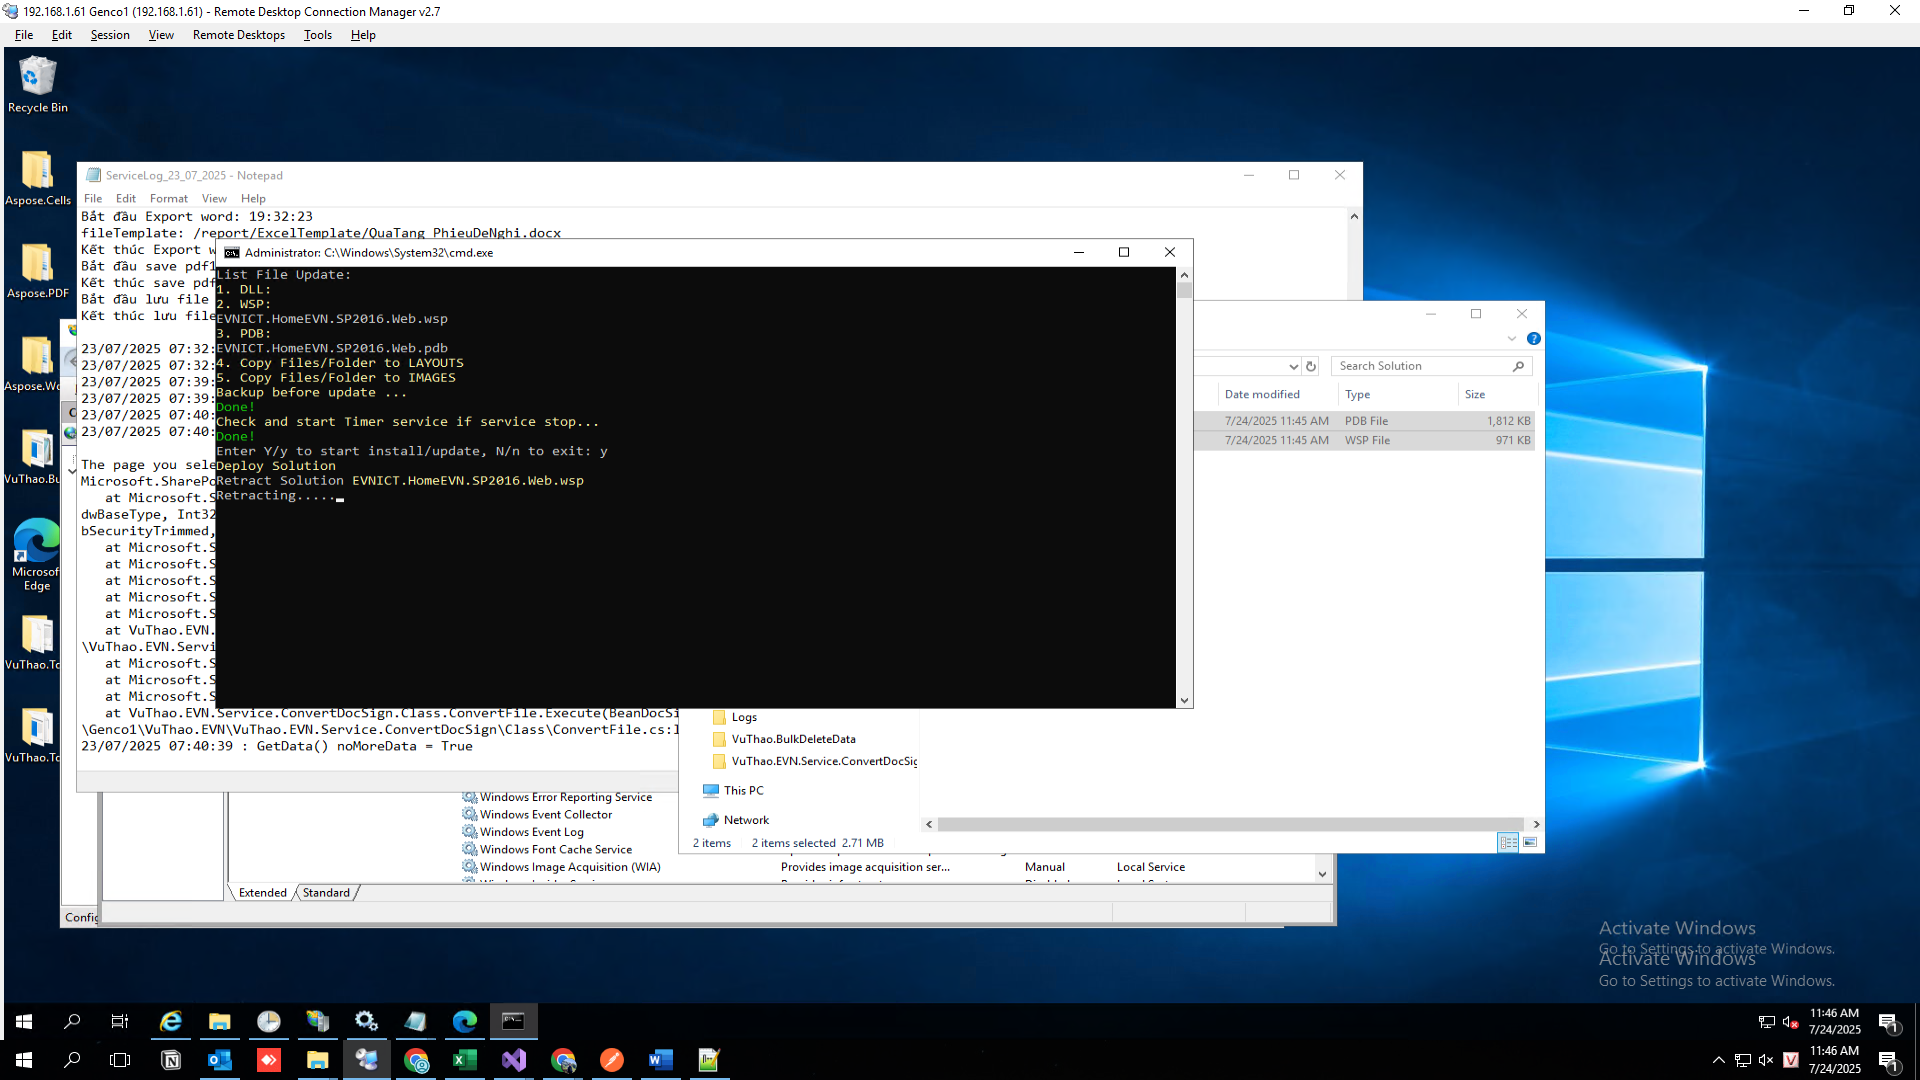 192.168.1.61 Genco1 (192.168.1.61) - Remote Desktop Connection Manager v2.7
File Edit Session View Remote Desktops Tools Help
Recycle Bin
Aspose.Cells
Aspose.PDF
Aspose.Wo
VuThao.Bu
Microsof
Edge
VuThao.To
VuThao.To
ServiceLog_23_07_2025 - Notepad
File Edit Format View Help
Bắt đầu Export word: 19:32:23
fileTemplate: /report/ExcelTemplate/QuaTang_PhieuDeNghi.docx
Kết thúc Export w
Bắt đầu save pdf1
Kết thúc save pdf
Bắt đầu lưu file
Kết thúc lưu file
23/07/2025 07:32:
23/07/2025 07:32:
23/07/2025 07:39:
23/07/2025 07:39:
23/07/2025 07:40:
23/07/2025 07:40:
The page you sele
Microsoft.SharePo
at Microsoft.S
dwBaseType, Int32
bSecurityTrimmed,
at Microsoft.S
at Microsoft.S
at Microsoft.S
at Microsoft.S
at Microsoft.S
at VuThao.EVN.
\VuThao.EVN.Servi
at Microsoft.S
at Microsoft.S
at Microsoft.S
at VuThao.EVN.Service.ConvertDocSign.Class.ConvertFile.Execute(BeanDocSi
\Genco1\VuThao.EVN\VuThao.EVN.Service.ConvertDocSign\Class\ConvertFile.cs:l
23/07/2025 07:40:39 : GetData() noMoreData = True
Administrator: C:\Windows\System32\cmd.exe
List File Update:
1. DLL:
2. WSP:
EVNICT.HomeEVN.SP2016.Web.wsp
3. PDB:
EVNICT.HomeEVN.SP2016.Web.pdb
4. Copy Files/Folder to LAYOUTS
5. Copy Files/Folder to IMAGES
Backup before update ...
Done!
Check and start Timer service if service stop...
Done!
Enter Y/y to start install/update, N/n to exit: y
Deploy Solution
Retract Solution EVNICT.HomeEVN.SP2016.Web.wsp
Retracting.....
Search Solution
Date modified Type Size
7/24/2025 11:45 AM PDB File 1,812 KB
7/24/2025 11:45 AM WSP File 971 KB
Logs
VuThao.BulkDeleteData
VuThao.EVN.Service.ConvertDocSig
This PC
Network
2 items 2 items selected 2.71 MB
Windows Error Reporting Service
Windows Event Collector
Windows Event Log
Windows Font Cache Service
Windows Image Acquisition (WIA) Provides image acquisition ser... Manual Local Service
Extended Standard
Config
Activate Windows
Go to Settings to activate Windows.
Activate Windows
Go to Settings to activate Windows.
11:46 AM
7/24/2025
1
11:46 AM
7/24/2025
1